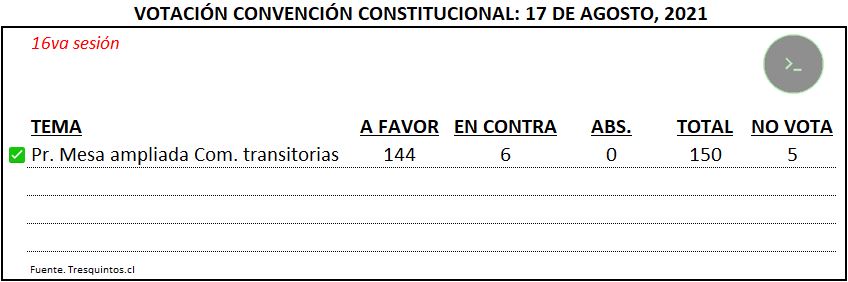 VOTACIÓN CONVENCIÓN CONSTITUCIONAL: 17 DE AGOSTO, 2021
16va sesión
>_
TEMA A FAVOR EN CONTRA ABS. TOTAL NO VOTA
Pr. Mesa ampliada Com. transitorias 144 6 0 150 5
Fuente. Tresquintos.cl